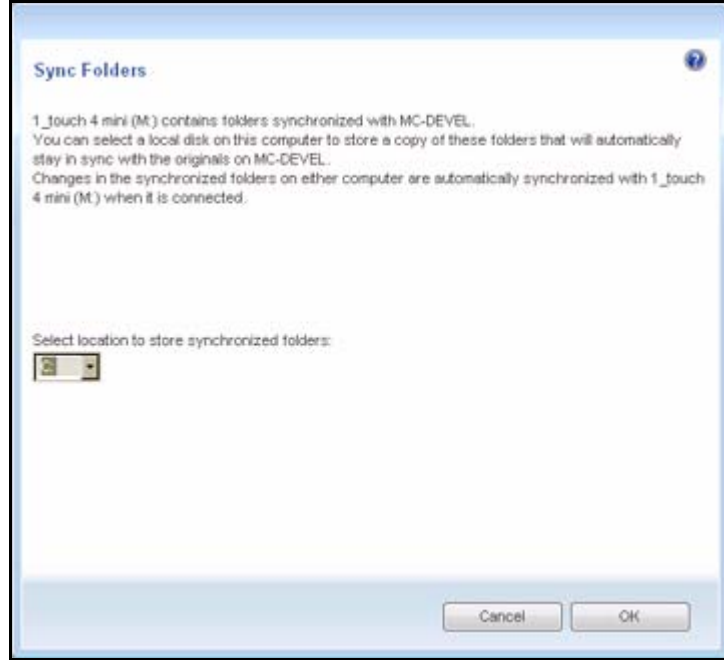 Sync Folders
1_touch 4 mini (M:) contains folders synchronized with MC-DEVEL.
You can select a local disk on this computer to store a copy of these folders that will automatically
stay in sync with the originals on MC-DEVEL.
Changes in the synchronized folders on either computer are automatically synchronized with 1_touch
4 mini (M:) when it is connected.
Select location to store synchronized folders:
Cancel OK